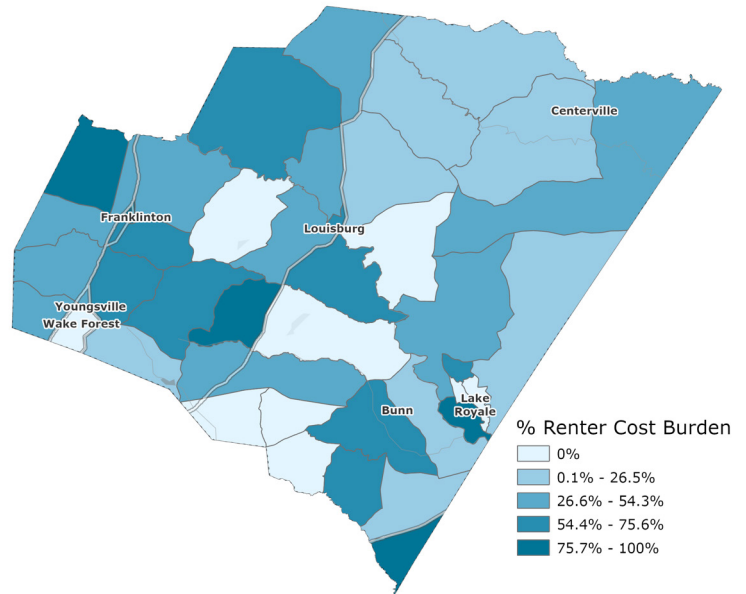 Centerville
Franklinton
Louisburg
Youngsville
Wake Forest
Lake
Royale
Bunn
% Renter Cost Burden
0%
0.1% - 26.5%
26.6% - 54.3%
54.4% - 75.6%
75.7% - 100%